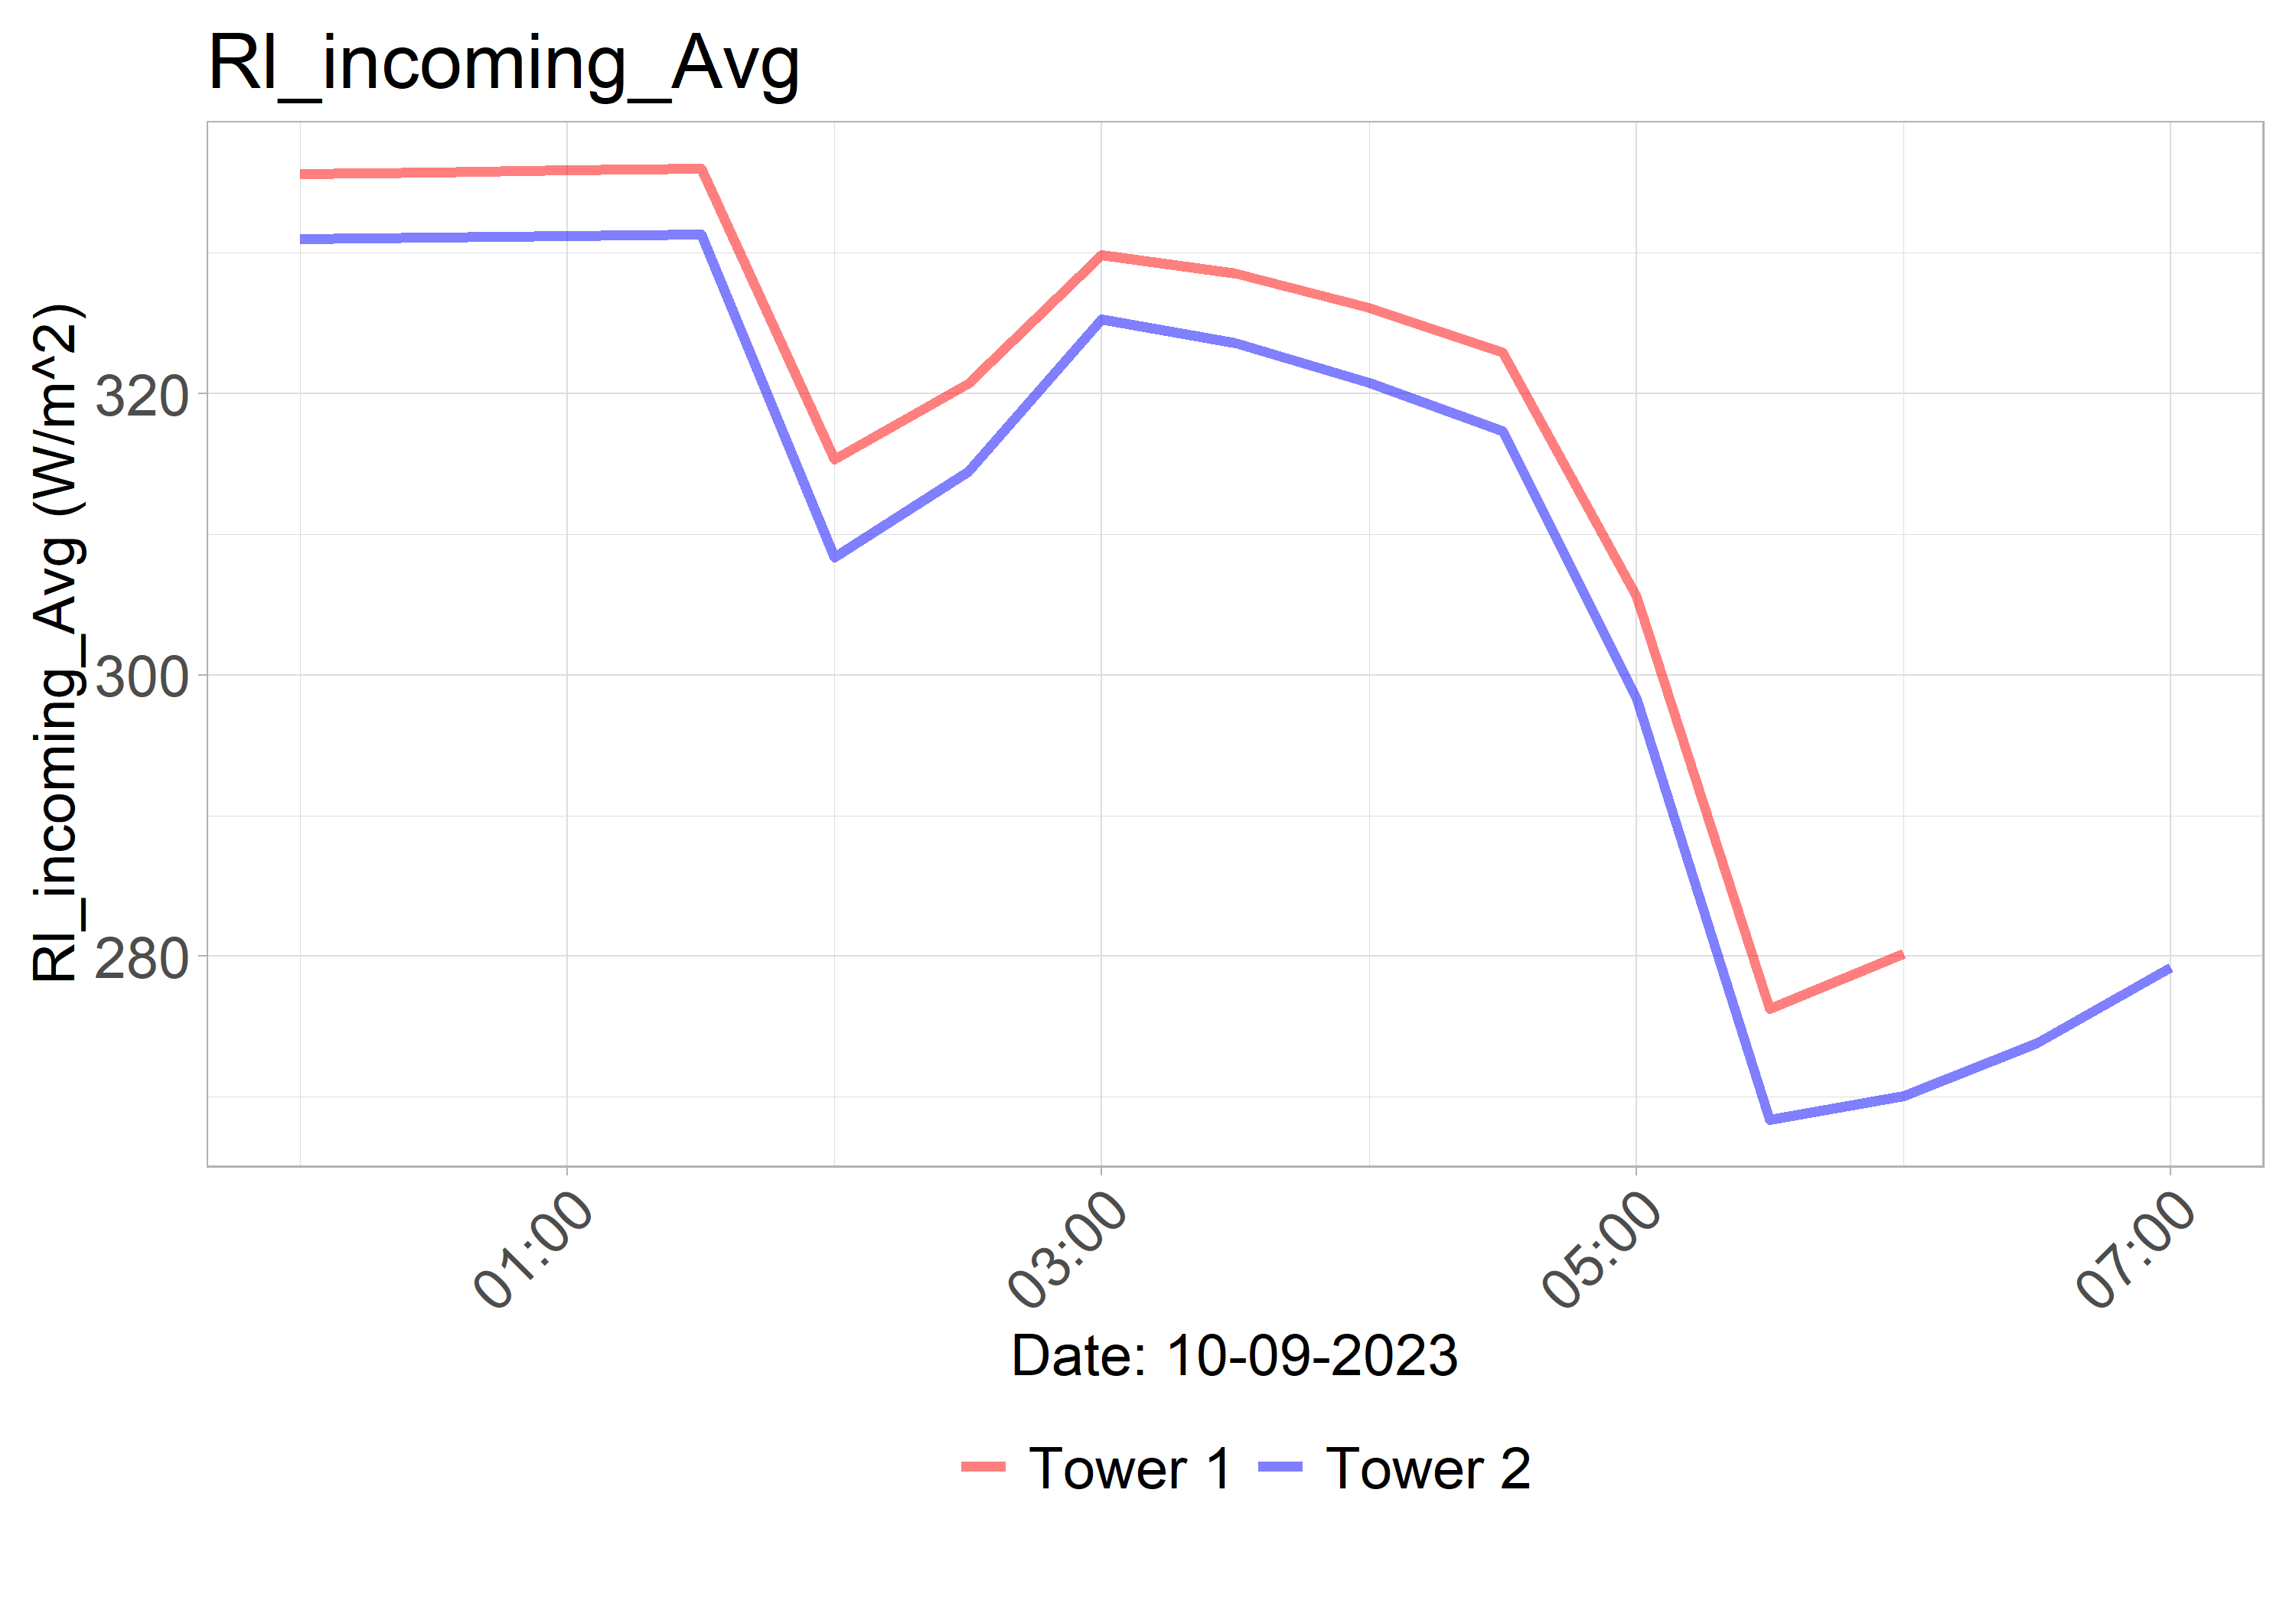 Rl_incoming_Avg
Rl_incoming_Avg (W/m^2)
320
300
280
01:00
03:00
05:00
07:00
Date: 10-09-2023
Tower 1
Tower 2